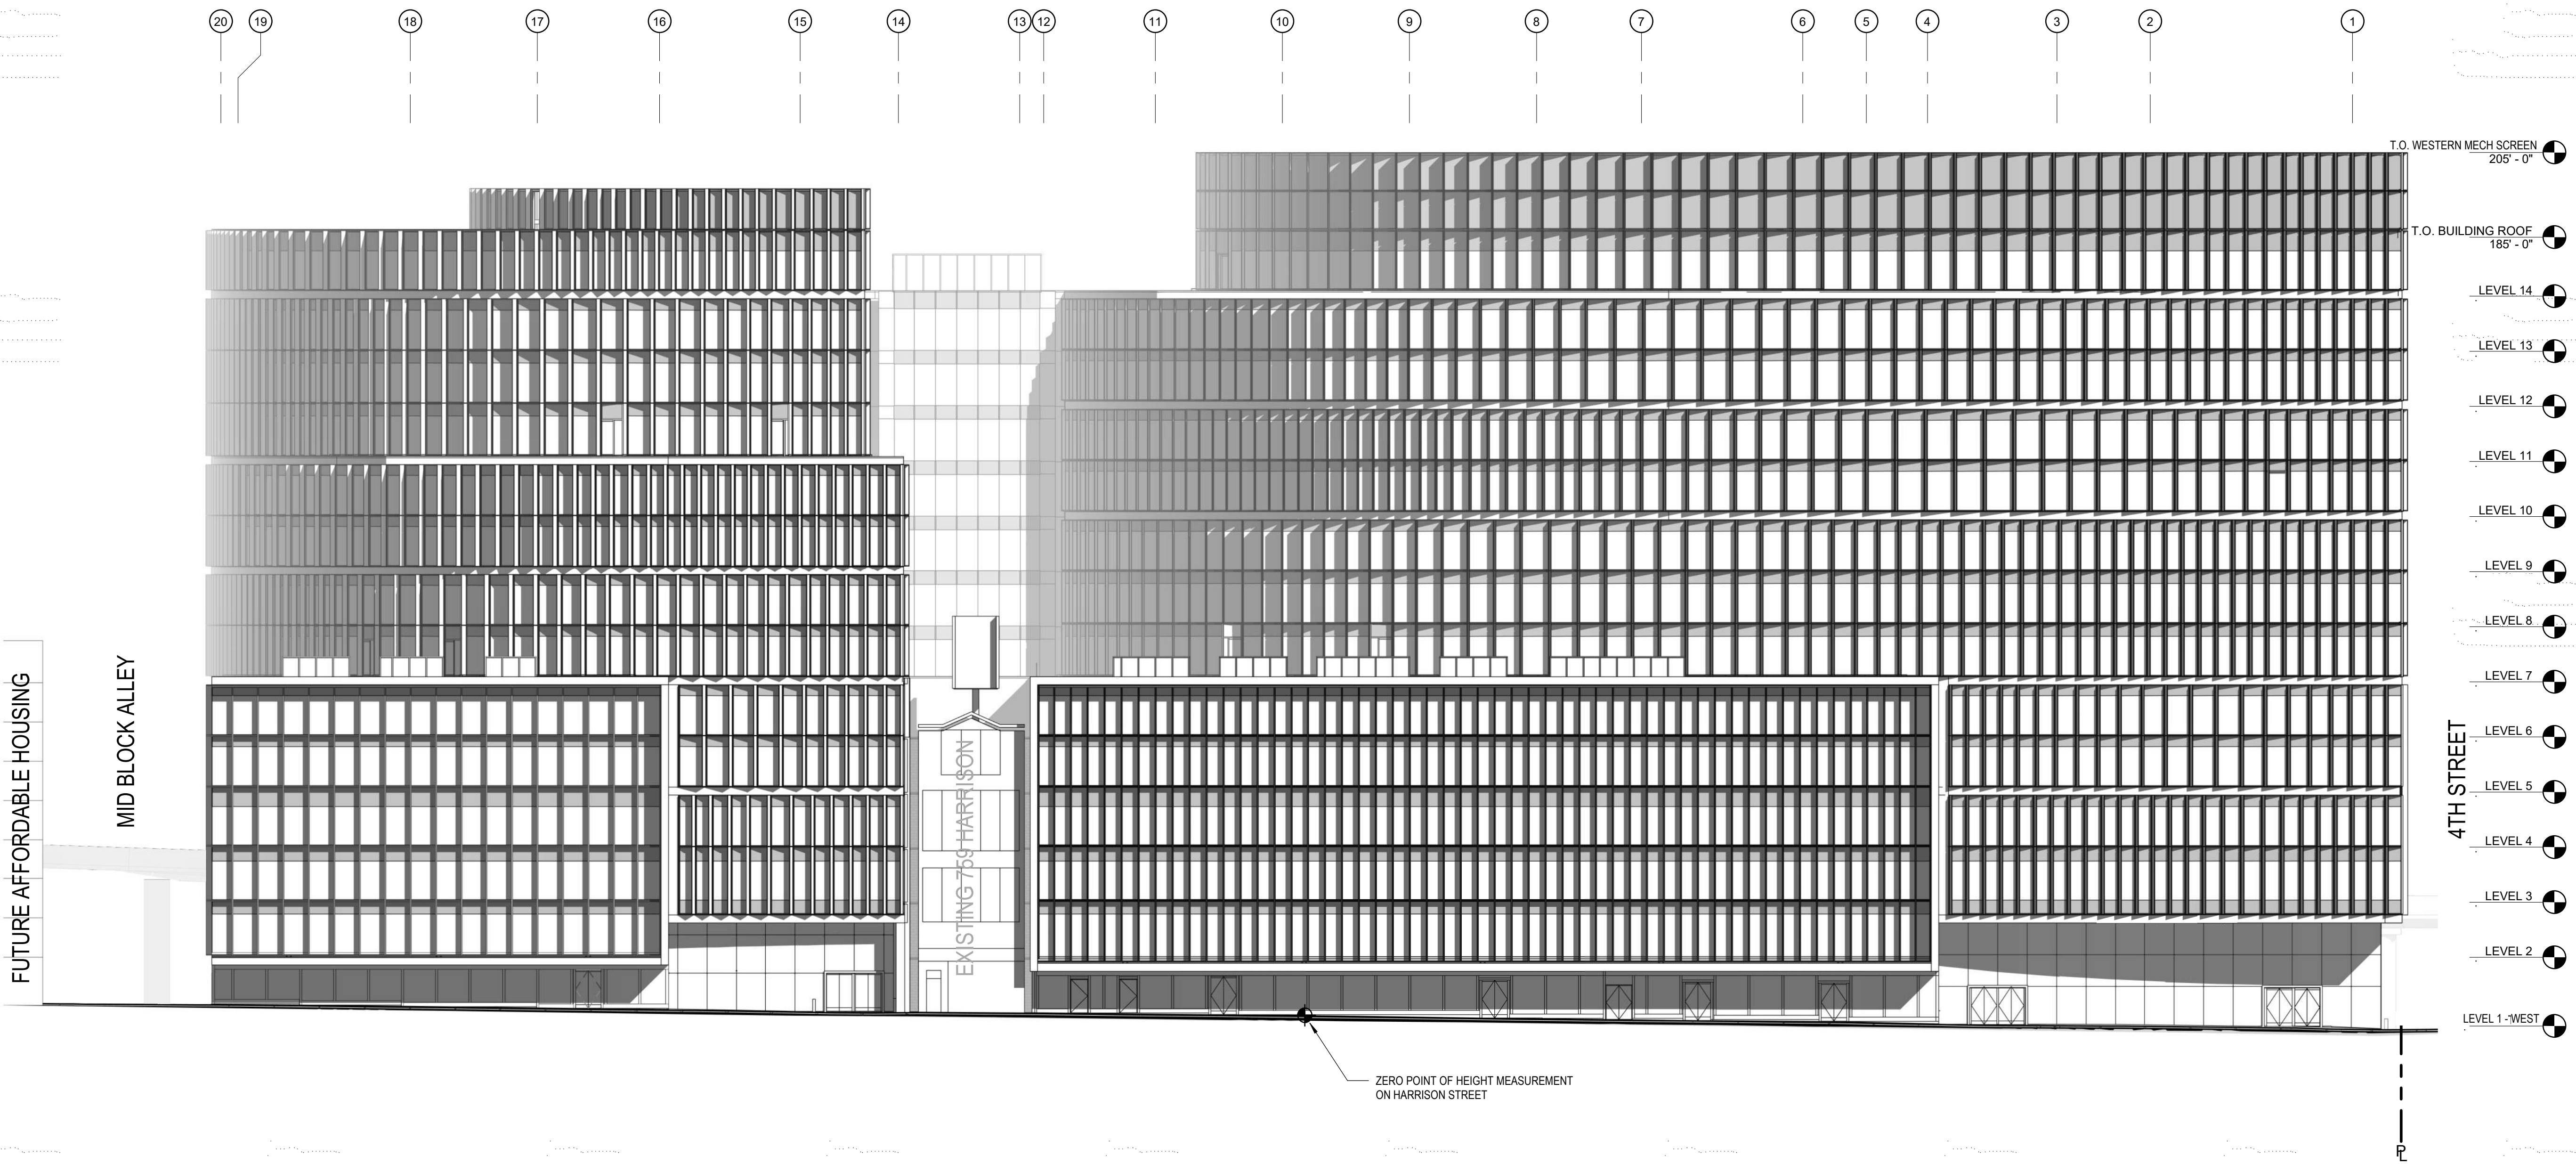 20 19 18 17 16 15 14 13 12 11 10 9 8 7 6 5 4 3 2 1
T.O. WESTERN MECH SCREEN
205' - 0"
T.O. BUILDING ROOF
185' - 0"
LEVEL 14
LEVEL 13
LEVEL 12
LEVEL 11
LEVEL 10
LEVEL 9
LEVEL 8
LEVEL 7
LEVEL 6
LEVEL 5
LEVEL 4
LEVEL 3
LEVEL 2
LEVEL 1 - WEST
FUTURE AFFORDABLE HOUSING
MID BLOCK ALLEY
EXISTING 759 HARRISON
4TH STREET
ZERO POINT OF HEIGHT MEASUREMENT
ON HARRISON STREET
PL